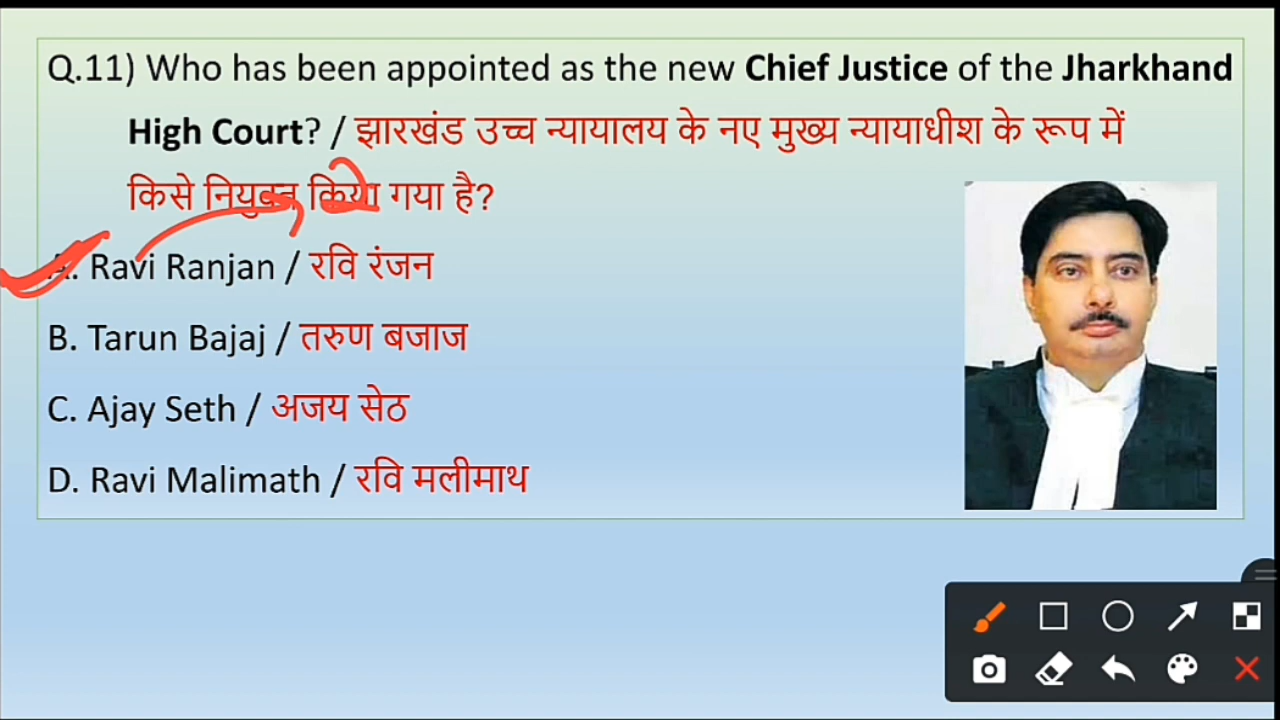 Q.11) Who has been appointed as the new Chief Justice of the Jharkhand
High Court? / झारखंड उच्च न्यायालय के नए मुख्य न्यायाधीश के रूप में
किसे नियुक्त किया गया है?
A. Ravi Ranjan / रवि रंजन
B. Tarun Bajaj / तरुण बजाज
C. Ajay Seth / अजय सेठ
D. Ravi Malimath / रवि मलीमाथ